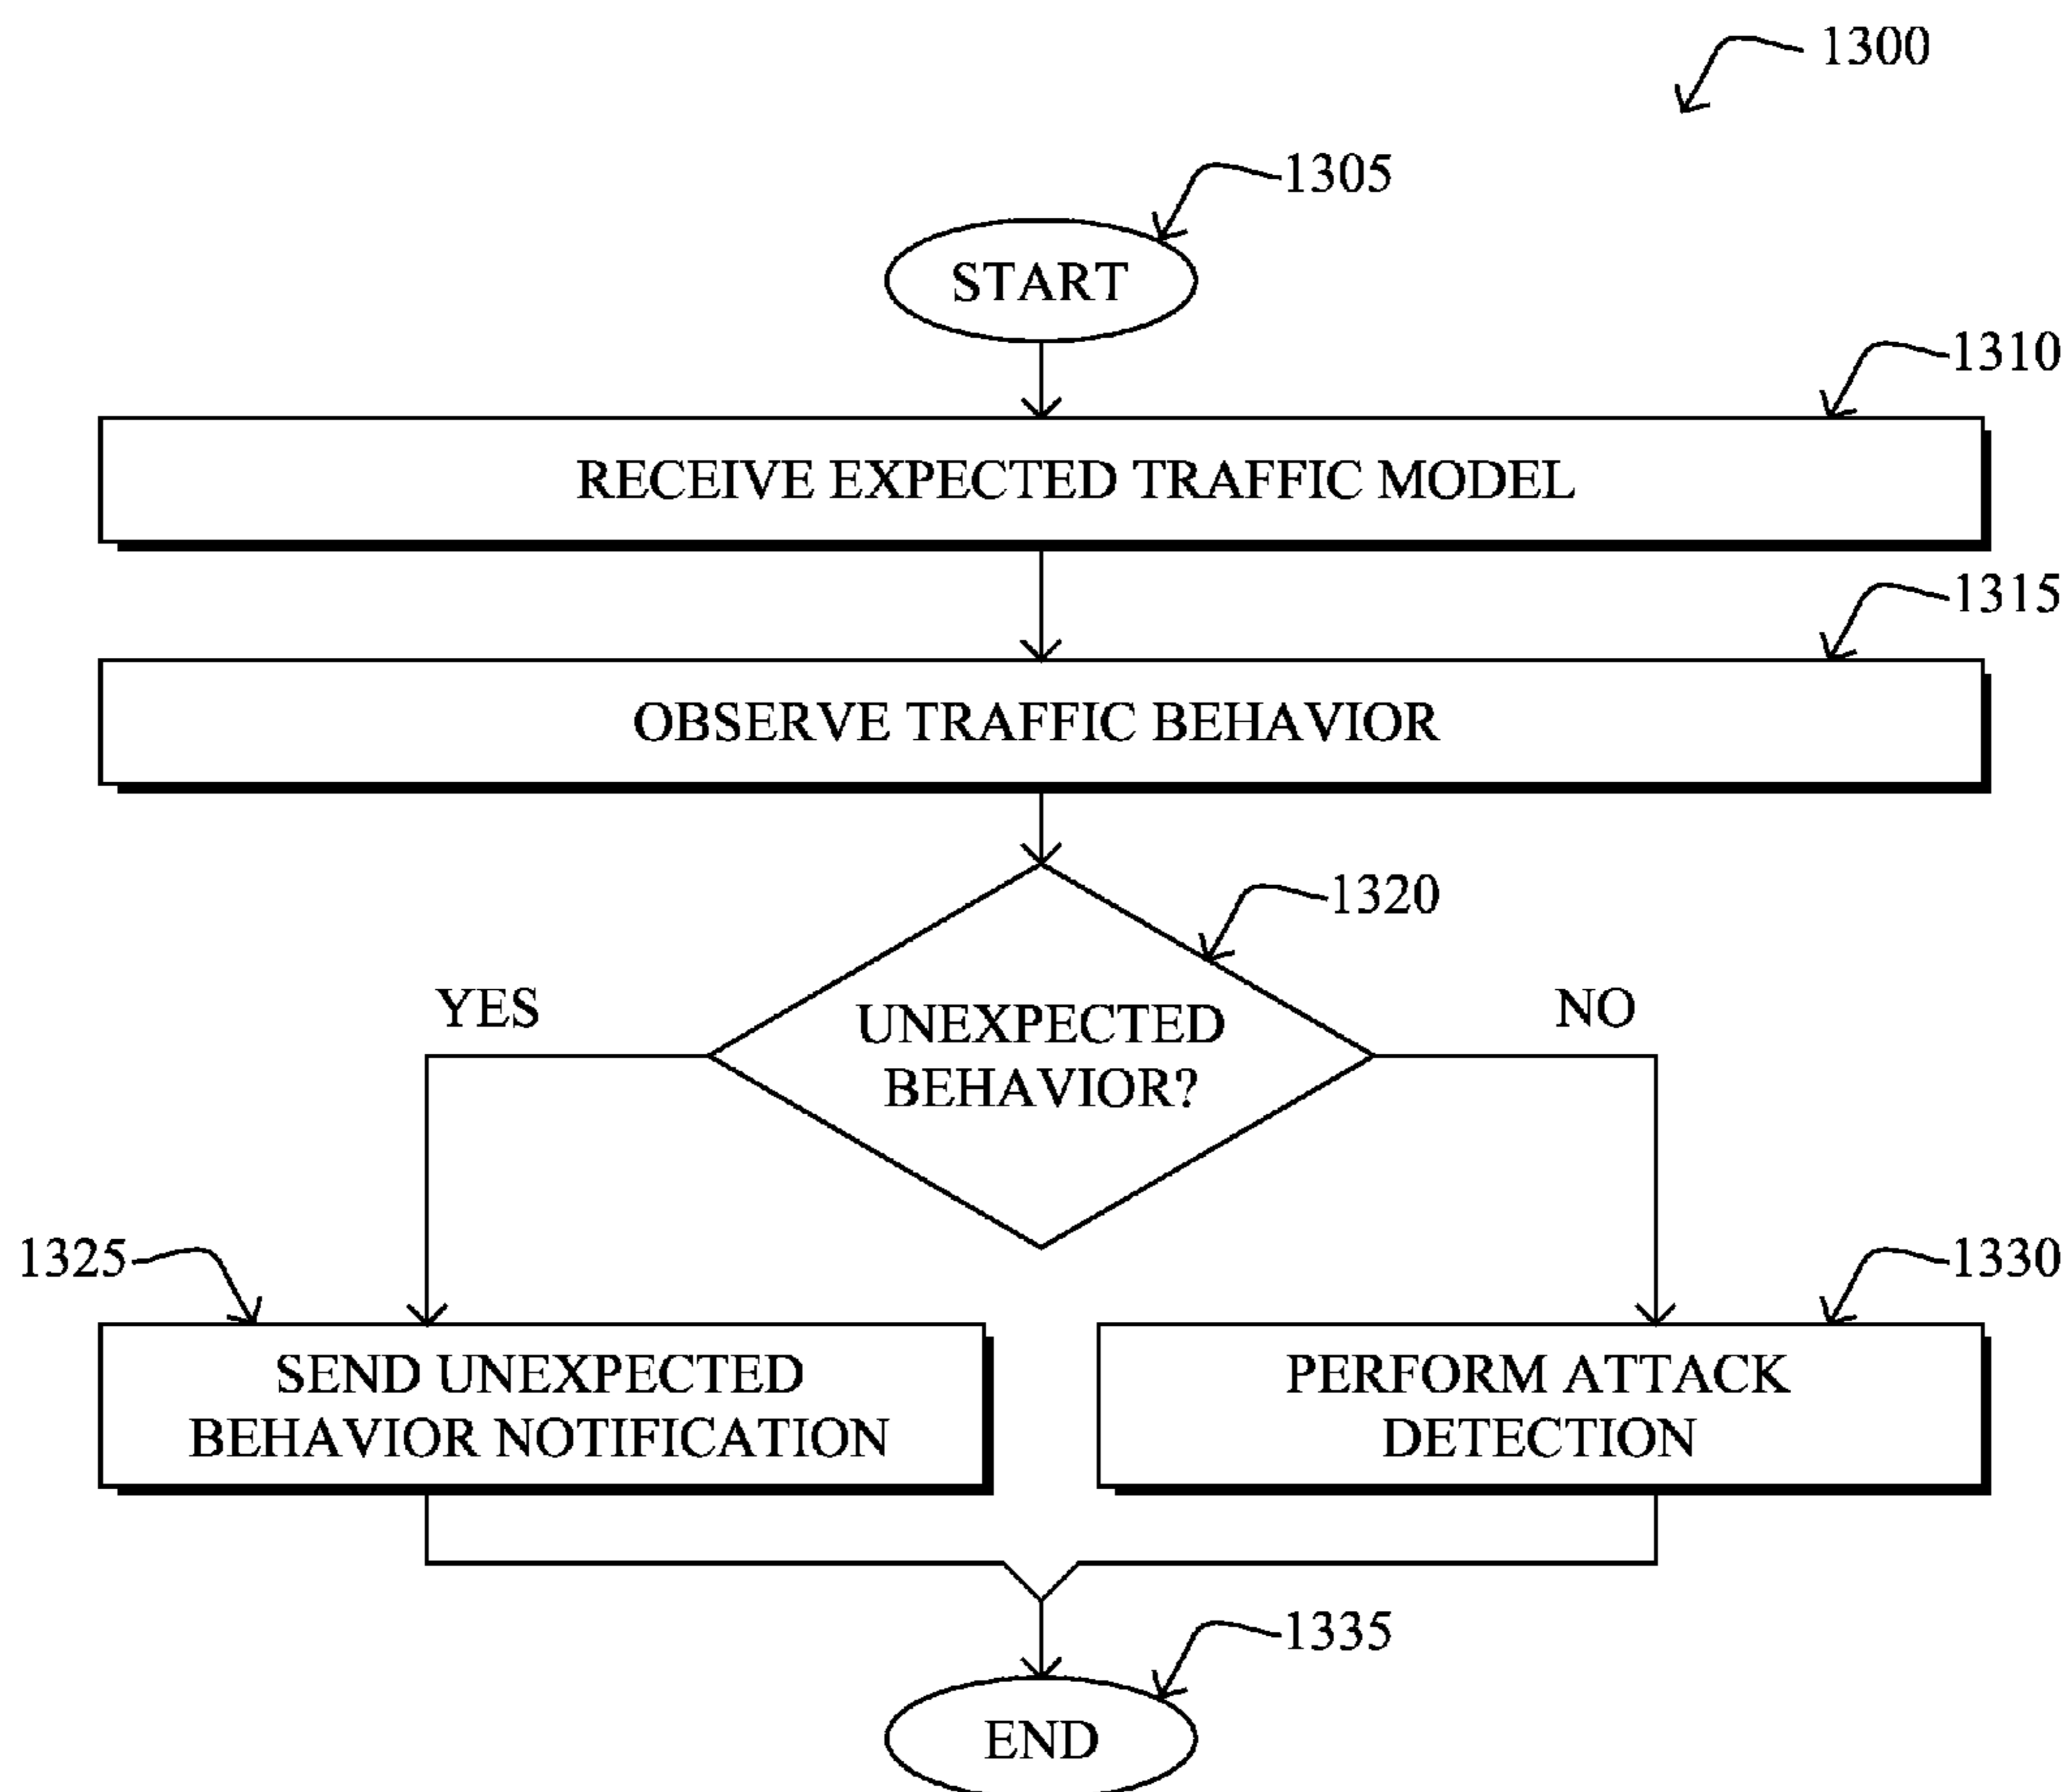 1300
1305
START
1310
RECEIVE EXPECTED TRAFFIC MODEL
1315
OBSERVE TRAFFIC BEHAVIOR
1320
YES
NO
UNEXPECTED
BEHAVIOR?
1325
1330
SEND UNEXPECTED
BEHAVIOR NOTIFICATION
PERFORM ATTACK
DETECTION
1335
END